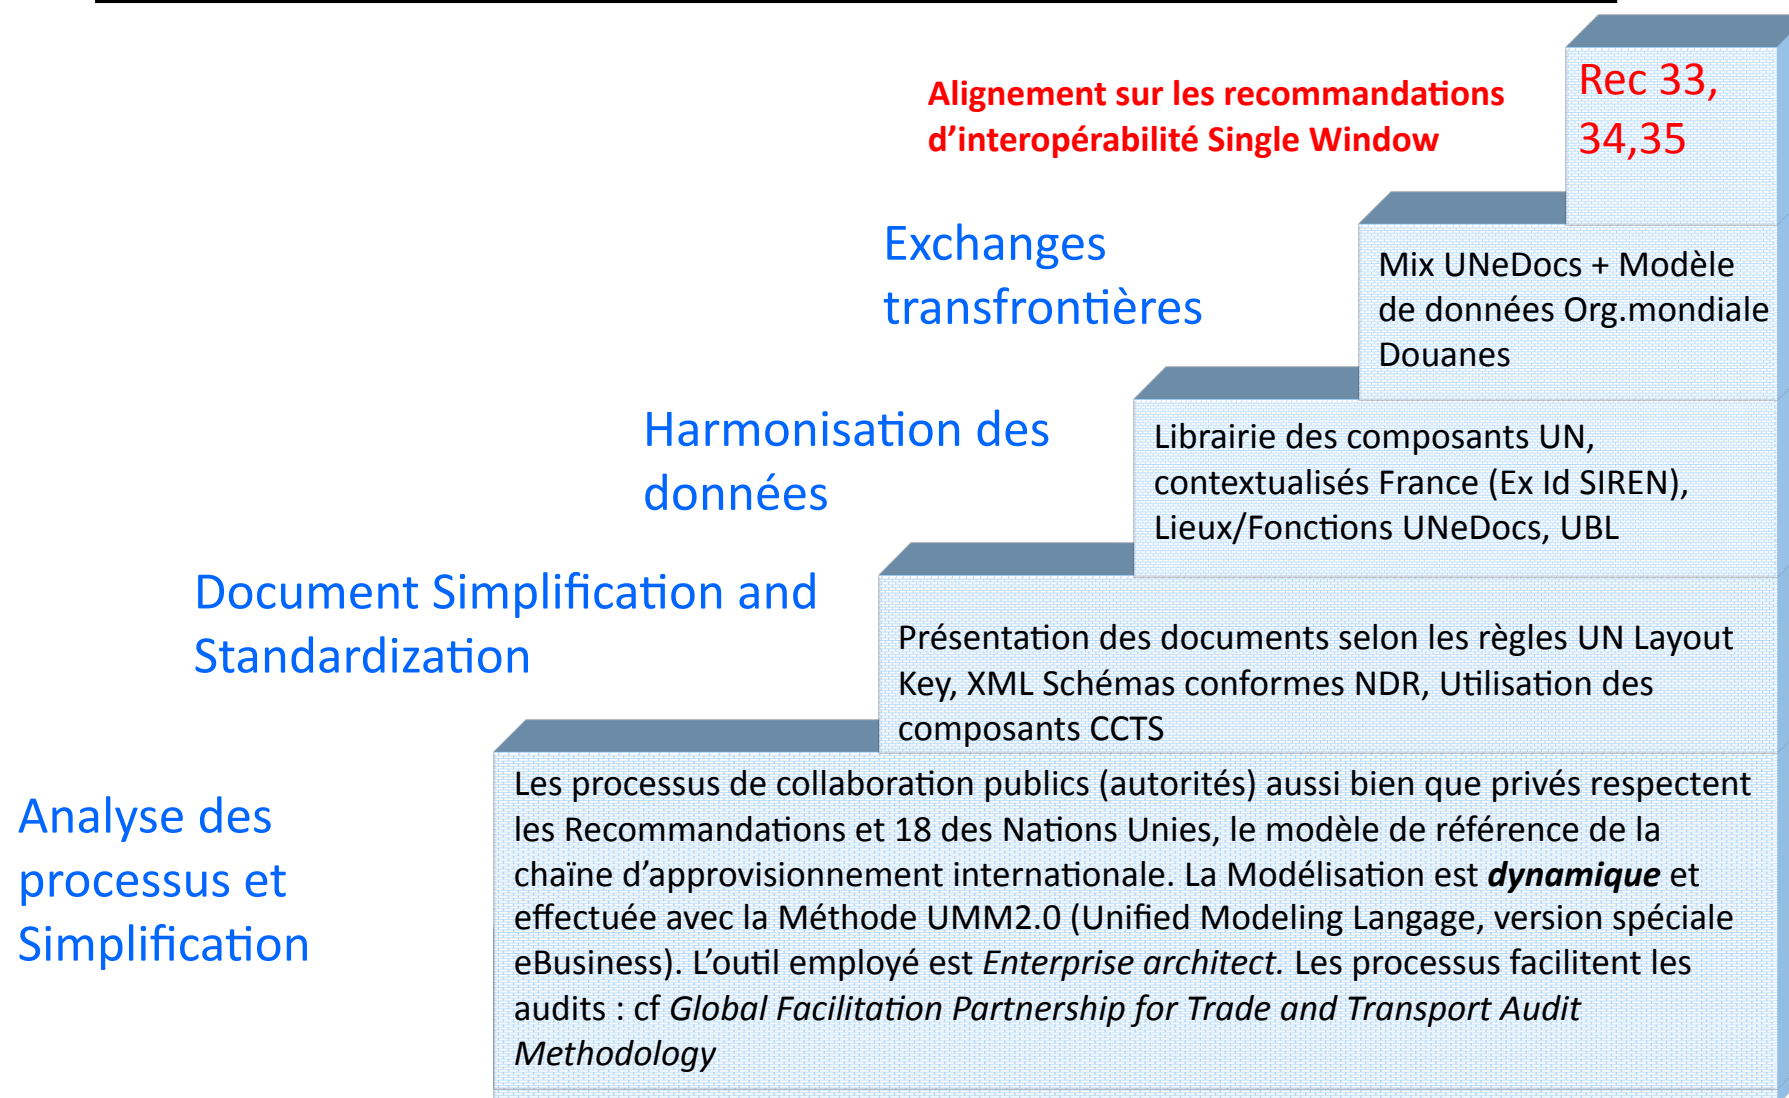 Alignement sur les recommandations
d’interopérabilité Single Window
Rec 33,
34,35
Exchanges
transfrontières
Mix UNeDocs + Modèle
de données Org.mondiale
Douanes
Harmonisation des
données
Librairie des composants UN,
contextualisés France (Ex Id SIREN),
Lieux/Fonctions UNeDocs, UBL
Document Simplification and
Standardization
Présentation des documents selon les règles UN Layout
Key, XML Schémas conformes NDR, Utilisation des
composants CCTS
Analyse des
processus et
Simplification
Les processus de collaboration publics (autorités) aussi bien que privés respectent
les Recommandations et 18 des Nations Unies, le modèle de référence de la
chaïne d’approvisionnement internationale. La Modélisation est dynamique et
effectuée avec la Méthode UMM2.0 (Unified Modeling Langage, version spéciale
eBusiness). L’outil employé est Enterprise architect. Les processus facilitent les
audits : cf Global Facilitation Partnership for Trade and Transport Audit
Methodology